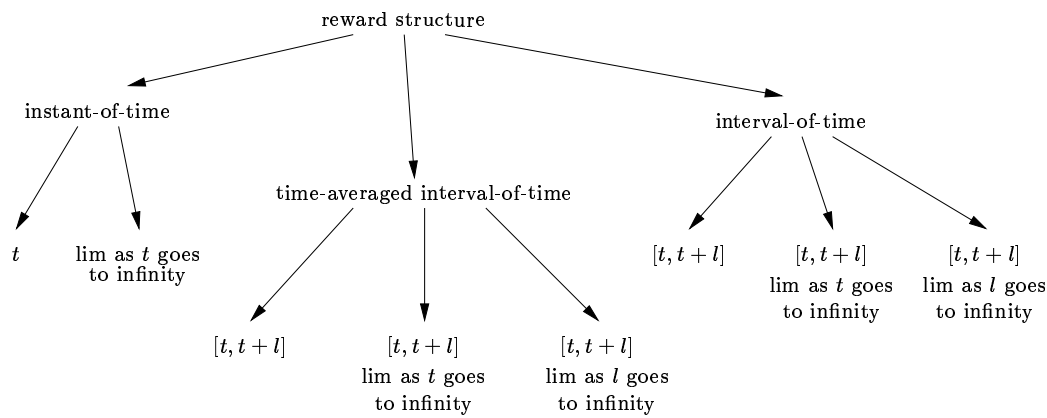 reward structure
instant-of-time
interval-of-time
time-averaged interval-of-time
t
lim as t goes
to infinity
[t, t + l]
[t, t + l]
lim as t goes
to infinity
[t, t + l]
lim as l goes
to infinity
[t, t + l]
[t, t + l]
lim as t goes
to infinity
[t, t + l]
lim as l goes
to infinity